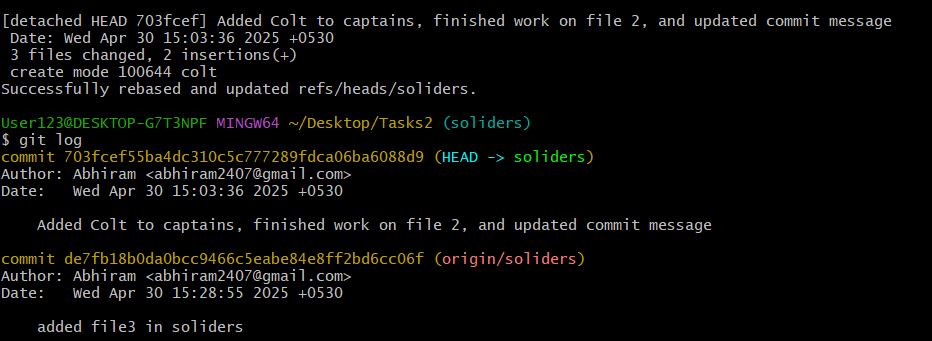 [detached HEAD 703fcef] Added Colt to captains, finished work on file 2, and updated commit message
Date: Wed Apr 30 15:03:36 2025 +0530
3 files changed, 2 insertions(+)
create mode 100644 colt
Successfully rebased and updated refs/heads/soliders.
User123@DESKTOP-G7T3NPF MINGW64 ~/Desktop/Tasks2 (soliders)
$ git log
commit 703fcef55ba4dc310c5c777289fdca06ba6088d9 (HEAD -> soliders)
Author: Abhiram <abhiram2407@gmail.com>
Date:   Wed Apr 30 15:03:36 2025 +0530
Added Colt to captains, finished work on file 2, and updated commit message
commit de7fb18b0da0bcc9466c5eabe84e8ff2bd6cc06f (origin/soliders)
Author: Abhiram <abhiram2407@gmail.com>
Date:   Wed Apr 30 15:28:55 2025 +0530
added file3 in soliders